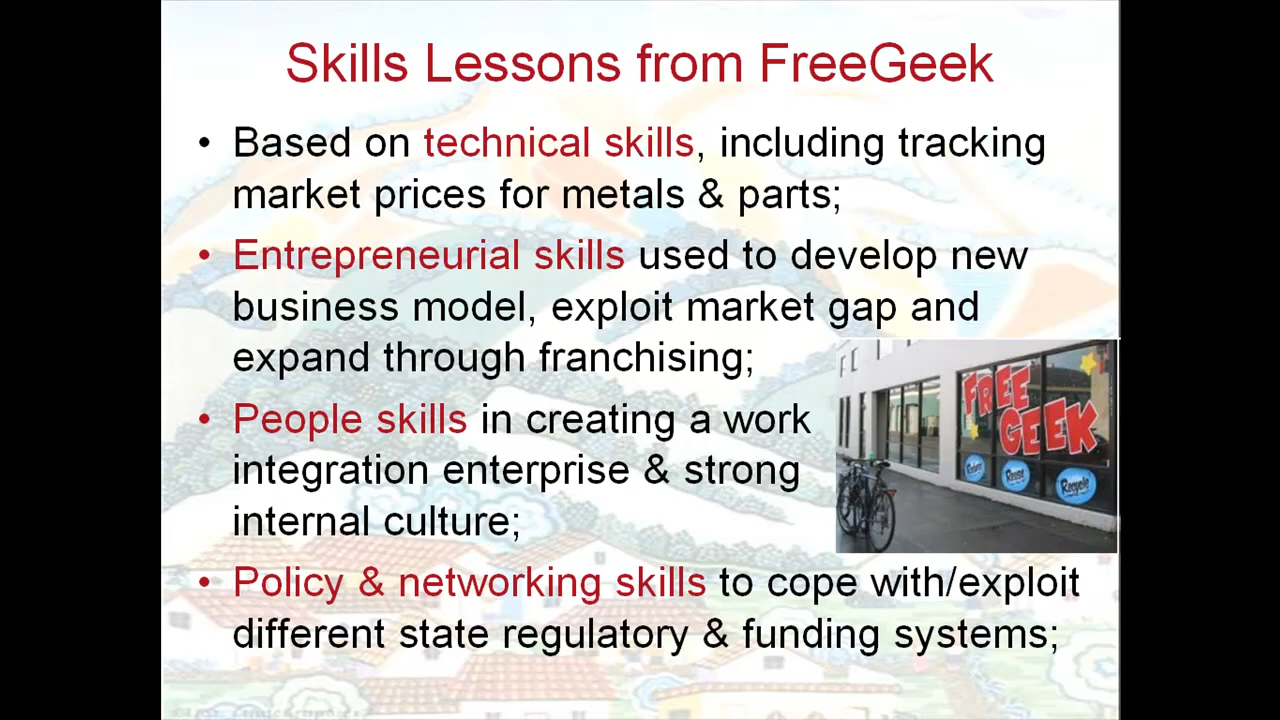 Skills Lessons from FreeGeek
• Based on technical skills, including tracking
market prices for metals & parts;
• Entrepreneurial skills used to develop new
business model, exploit market gap and
expand through franchising;
• People skills in creating a work
integration enterprise & strong
internal culture;
• Policy & networking skills to cope with/exploit
different state regulatory & funding systems;
FREE
GEEK
Reuse
Recycle